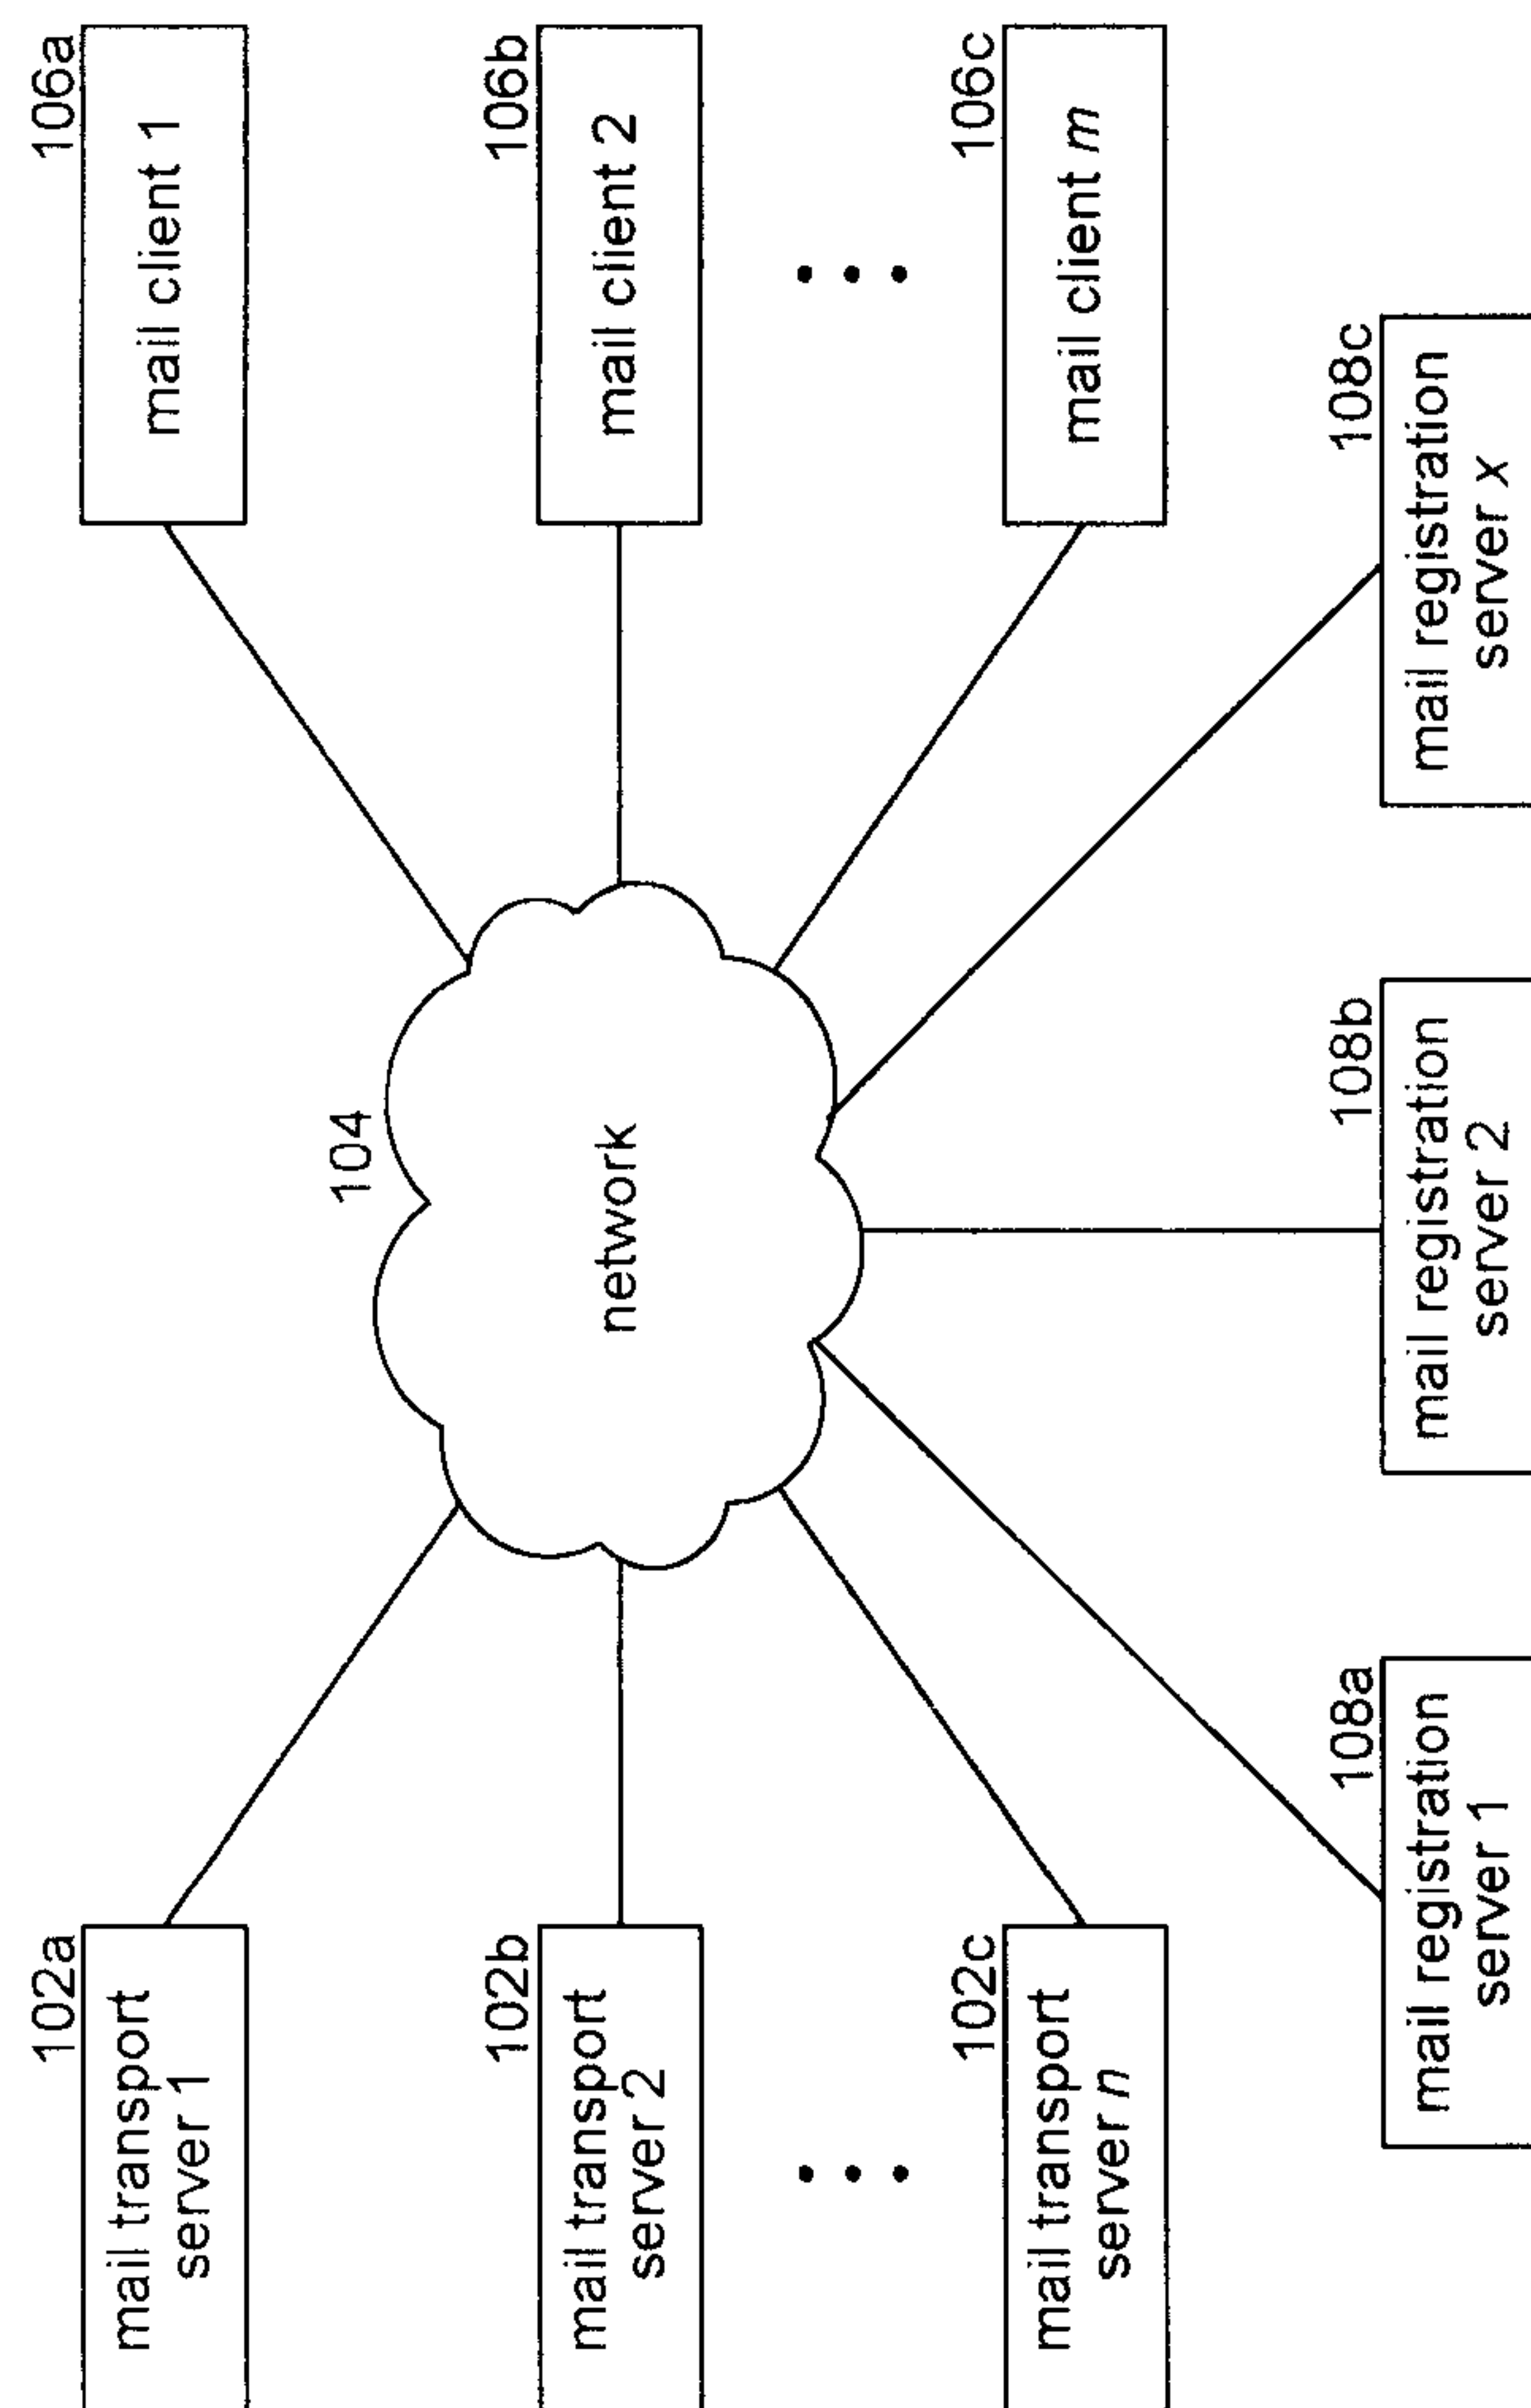 102a
mail transport
server 1
106a
mail client 1
104
network
102b
mail transport
server 2
106b
mail client 2
102c
mail transport
server n
106c
mail client m
108a
mail registration
server 1
108b
mail registration
server 2
108c
mail registration
server x